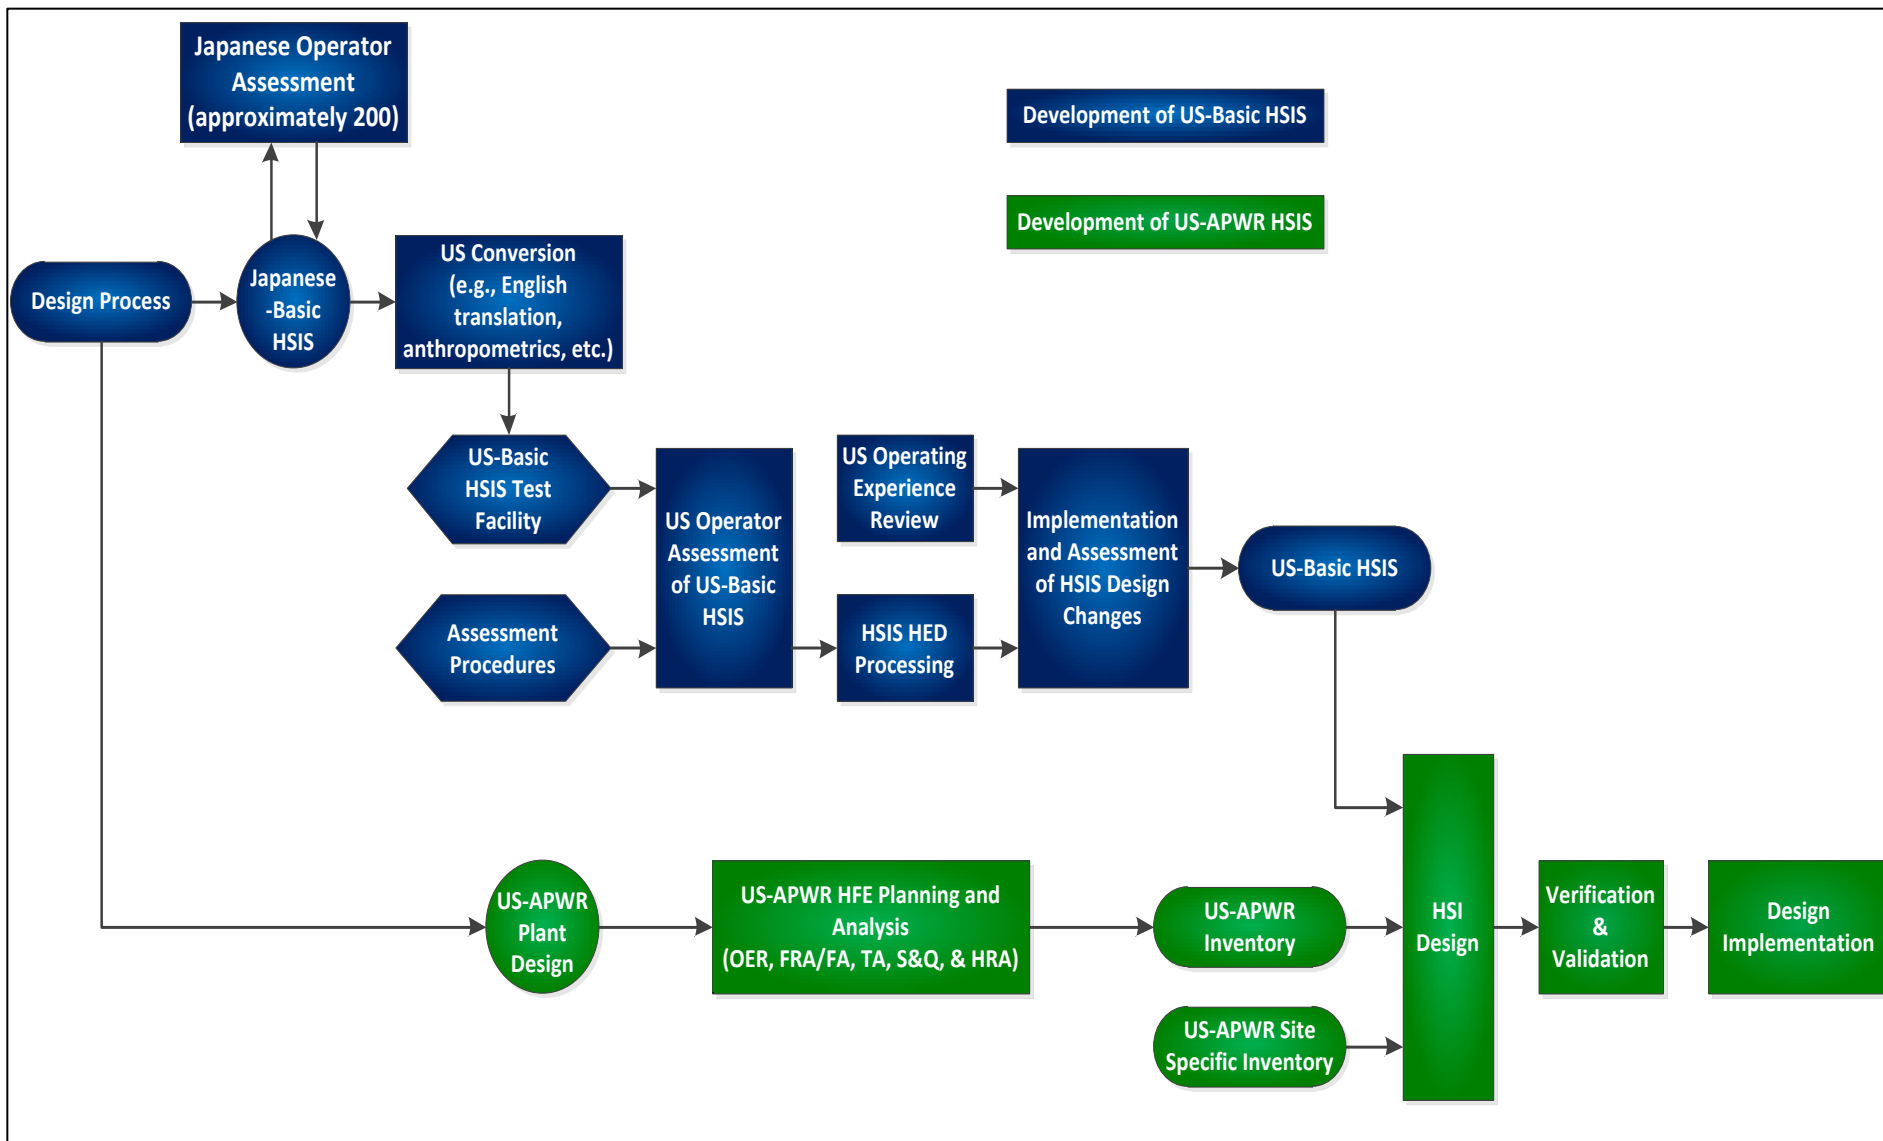 Japanese Operator
Assessment
(approximately 200)
Development of US-Basic HSIS
Development of US-APWR HSIS
Design Process
Japanese
-Basic
HSIS
US Conversion
(e.g., English
translation,
anthropometrics, etc.)
US-Basic
HSIS Test
Facility
Assessment
Procedures
US Operator
Assessment
of US-Basic
HSIS
US Operating
Experience
Review
HSIS HED
Processing
Implementation
and Assessment
of HSIS Design
Changes
US-Basic HSIS
US-APWR
Plant
Design
US-APWR HFE Planning and
Analysis
(OER, FRA/FA, TA, S&Q, & HRA)
US-APWR
Inventory
US-APWR Site
Specific Inventory
HSI
Design
Verification
&
Validation
Design
Implementation